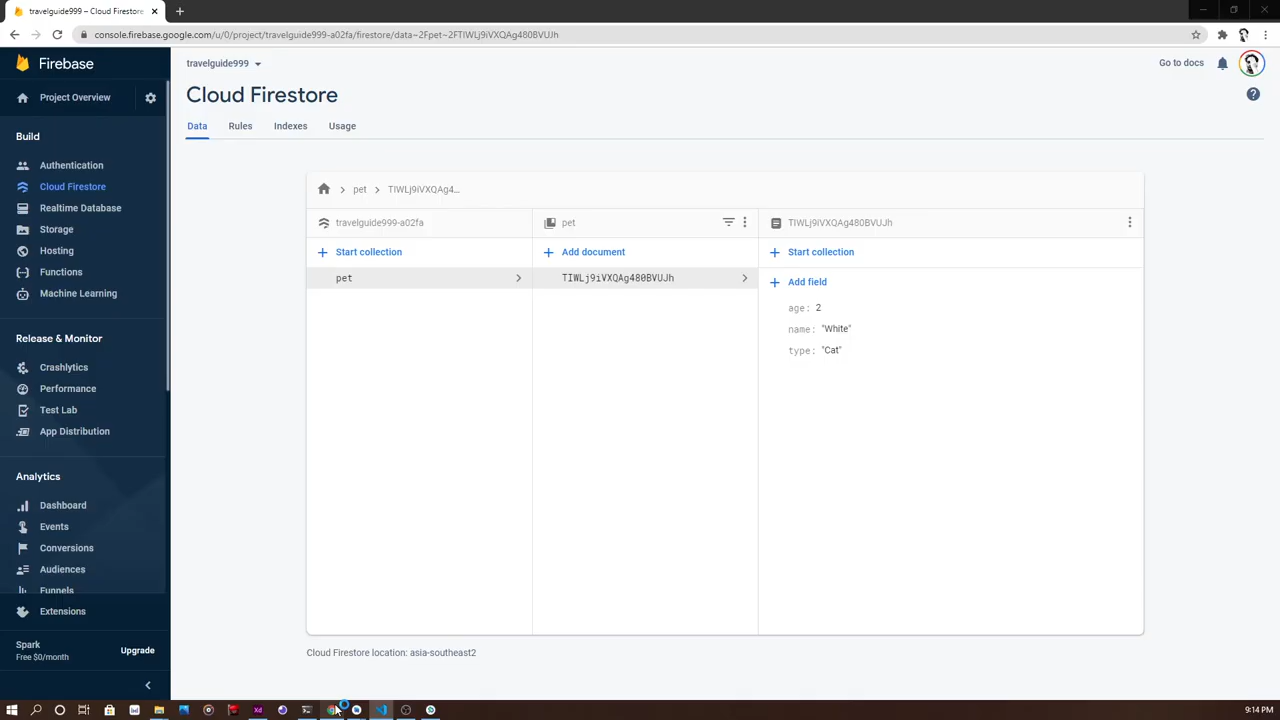 travelguide999 – Cloud Firestore
console.firebase.google.com/u/0/project/travelguide999-a02fa/firestore/data~2Fpet~2FTIWLj9iVXQAg480BVUJh
Firebase
travelguide999
Go to docs
Project Overview
Cloud Firestore
Data
Rules
Indexes
Usage
Build
Authentication
Cloud Firestore
Realtime Database
Storage
Hosting
Functions
Machine Learning
Release & Monitor
Crashlytics
Performance
Test Lab
App Distribution
Analytics
Dashboard
Events
Conversions
Audiences
Funnels
Extensions
Spark
Free $0/month
Upgrade
pet
TIWLj9iVXQAg4...
travelguide999-a02fa
pet
TIWLj9iVXQAg480BVUJh
Start collection
Add document
Start collection
pet
TIWLj9iVXQAg480BVUJh
Add field
age: 2
name: "White"
type: "Cat"
Cloud Firestore location: asia-southeast2
9:14 PM